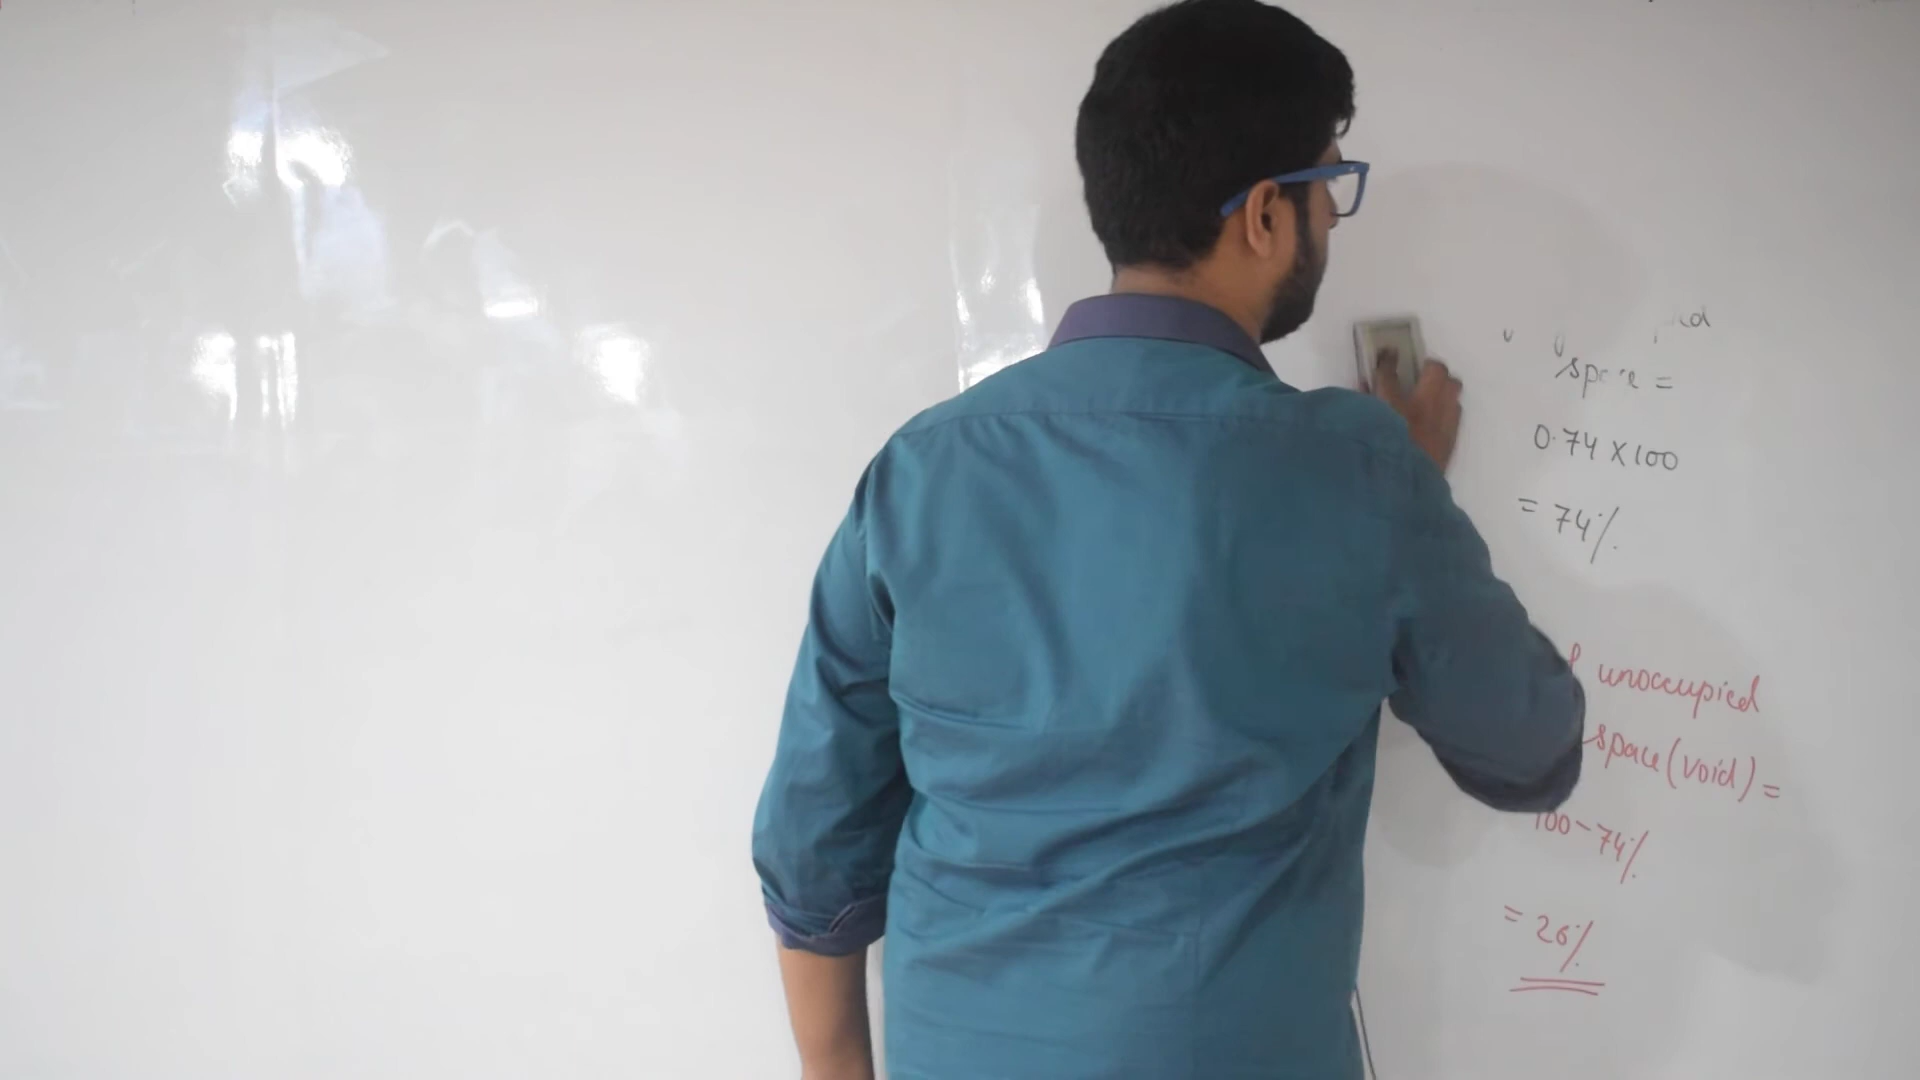 space =
0.74 x 100
= 74%
unoccupied
space (void) =
100-74%
= 26%